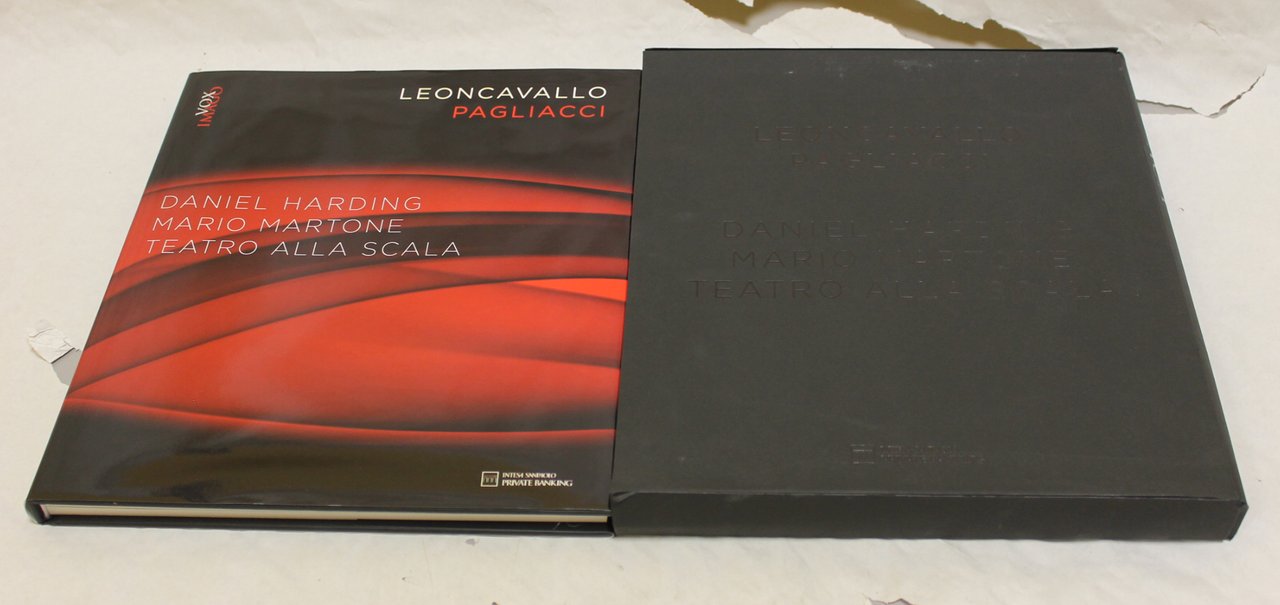 VOX
IMAGO
LEONCAVALLO
PAGLIACCI
DANIEL HARDING
MARIO MARTONE
TEATRO ALLA SCALA
INTESA SANPAOLO
PRIVATE BANKING
LEONCAVALLO
PAGLIACCI
DANIEL HARDING
MARIO MARTONE
TEATRO ALLA SCALA